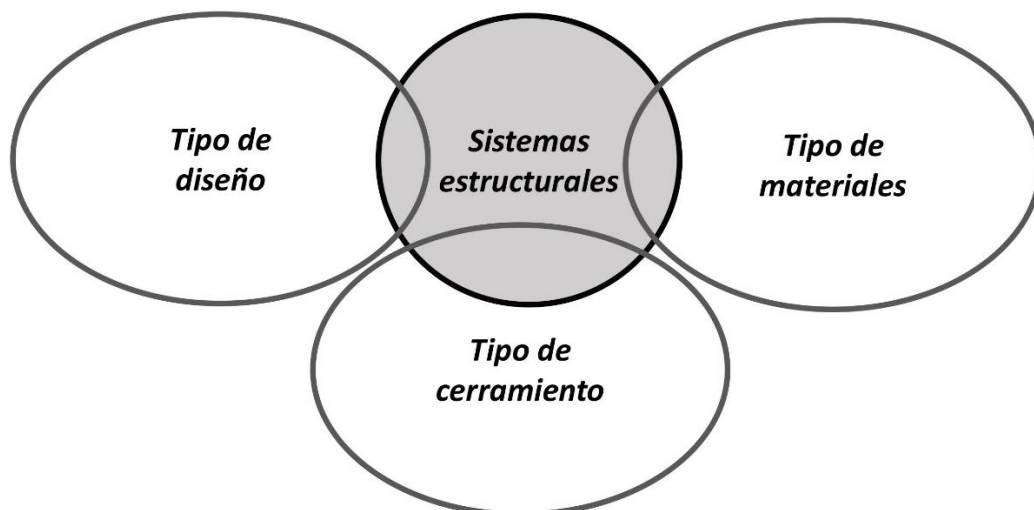 Tipo de
diseño
Sistemas
estructurales
Tipo de
materiales
Tipo de
cerramiento